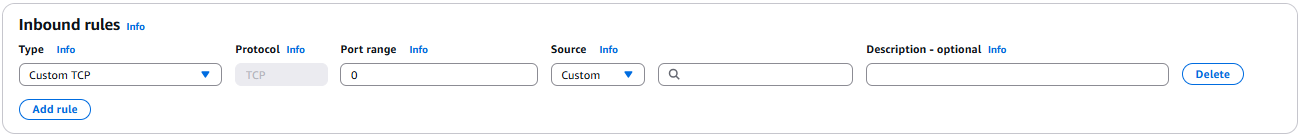 Inbound rules Info
Type Info Protocol Info Port range Info Source Info Description - optional Info
Custom TCP TCP 0 Custom Delete
Add rule